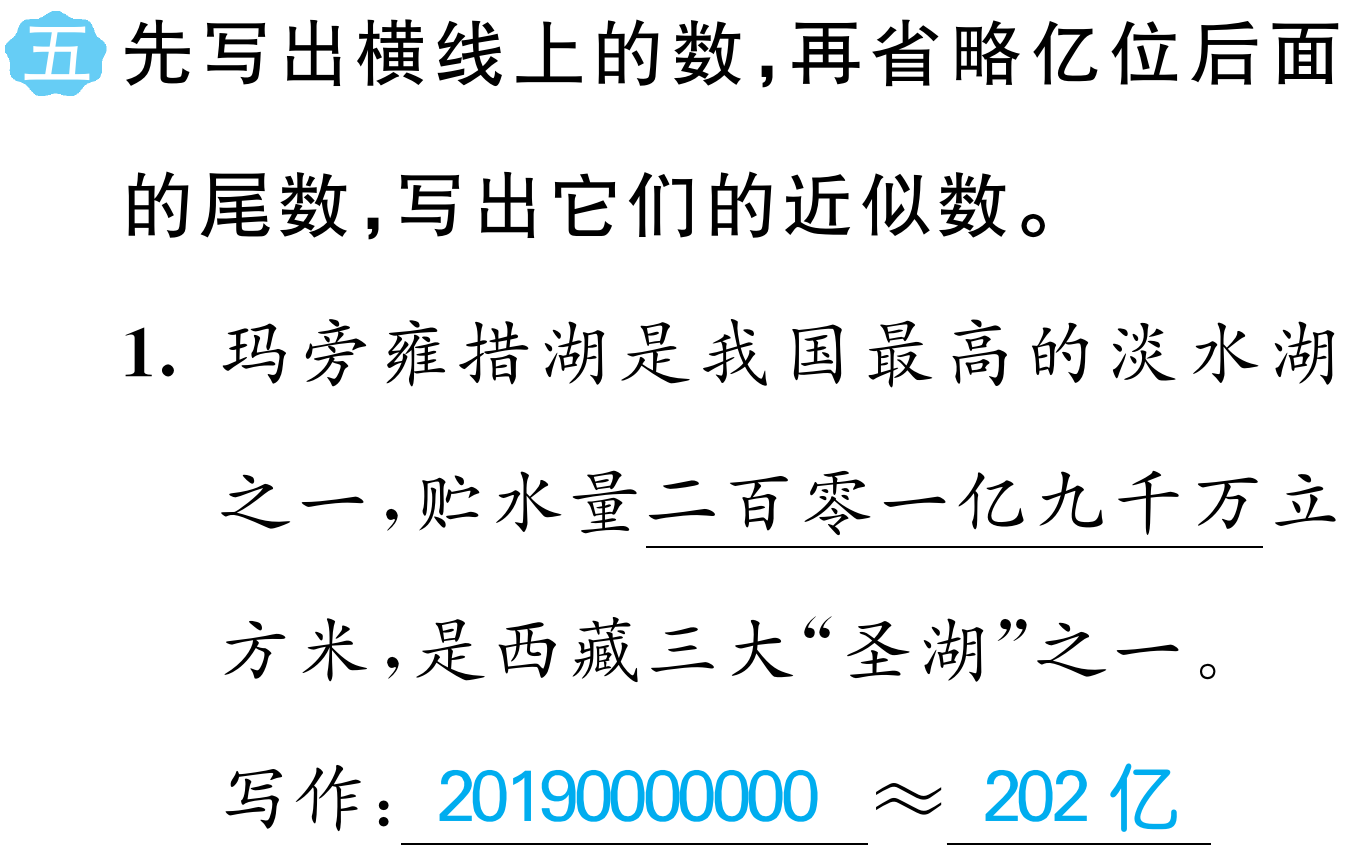 五 先写出横线上的数,再省略亿位后面
的尾数,写出它们的近似数。
1. 玛旁雍措湖是我国最高的淡水湖
之一,贮水量二百零一亿九千万立
方米,是西藏三大“圣湖”之一。
写作: 20190000000 ≈ 202 亿